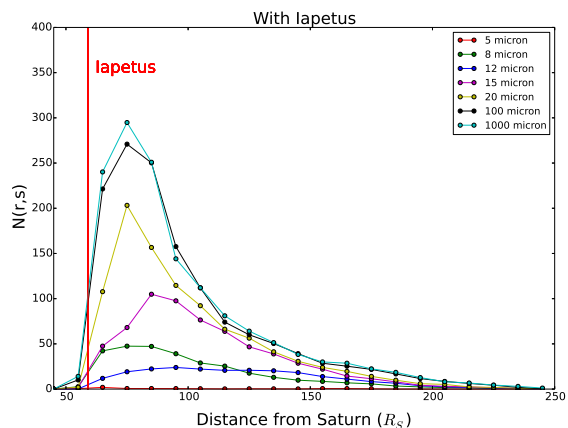 With Iapetus
400
350
300
250
200
150
100
50
0
N(r,s)
Iapetus
5 micron
8 micron
12 micron
15 micron
20 micron
100 micron
1000 micron
50 100 150 200 250
Distance from Saturn (R_S)